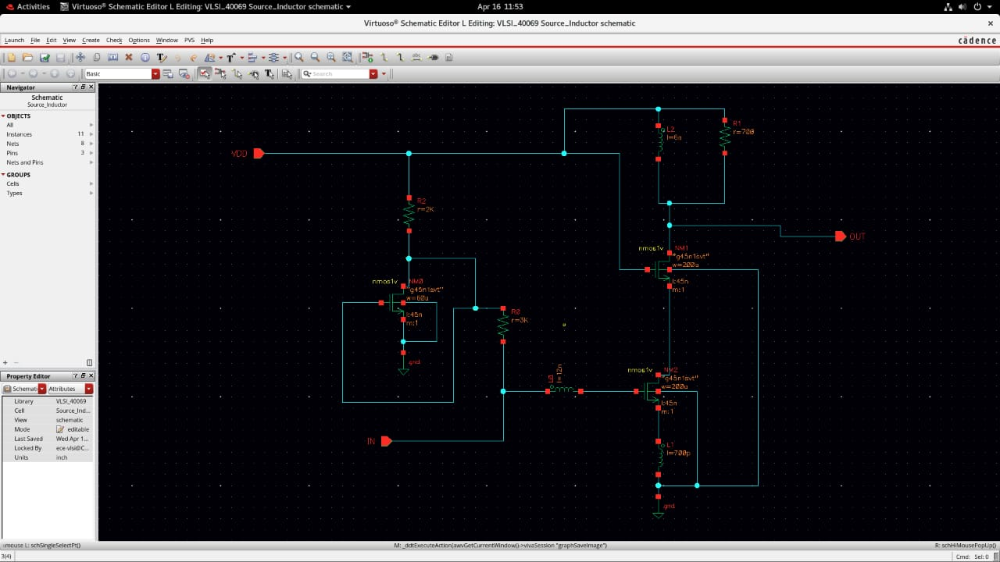 Activities Virtuoso® Schematic Editor L Editing: VLSI_40069 Source_Inductor schematic Apr 16 11:53
Virtuoso® Schematic Editor L Editing: VLSI_40069 Source_Inductor schematic ×
Launch File Edit View Create Check Options Window PVS Help cādence
Basic Search
Navigator
Schematic
Source_Inductor
OBJECTS
All
Instances 11
Nets 8
Pins 3
Nets and Pins
GROUPS
Cells
Types
Property Editor
Schemati Attributes
Library VLSI_40069
Cell Source_Ind...
View schematic
Mode editable
Last Saved Wed Apr 1...
Locked By ece-vlsi@C...
Units inch
VDD
R2
r=2K
nmos1v NM0
"g45n1svt"
w=60u
l:45n
m:1
gnd
R0
r=3K
l=12n
IN
L2
l=6n
R1
r=700
OUT
nmos1v NM1
"g45n1svt"
w=200u
l:45n
m:1
nmos1v NM2
"g45n1svt"
w=200u
l:45n
m:1
L1
l=700p
gnd
mouse L: schSingleSelectPt() M: _ddtExecuteAction(awvGetCurrentWindow()->vivaSession "graphSaveImage") R: schHiMousePopUp()
3(4) Cmd: Sel: 0